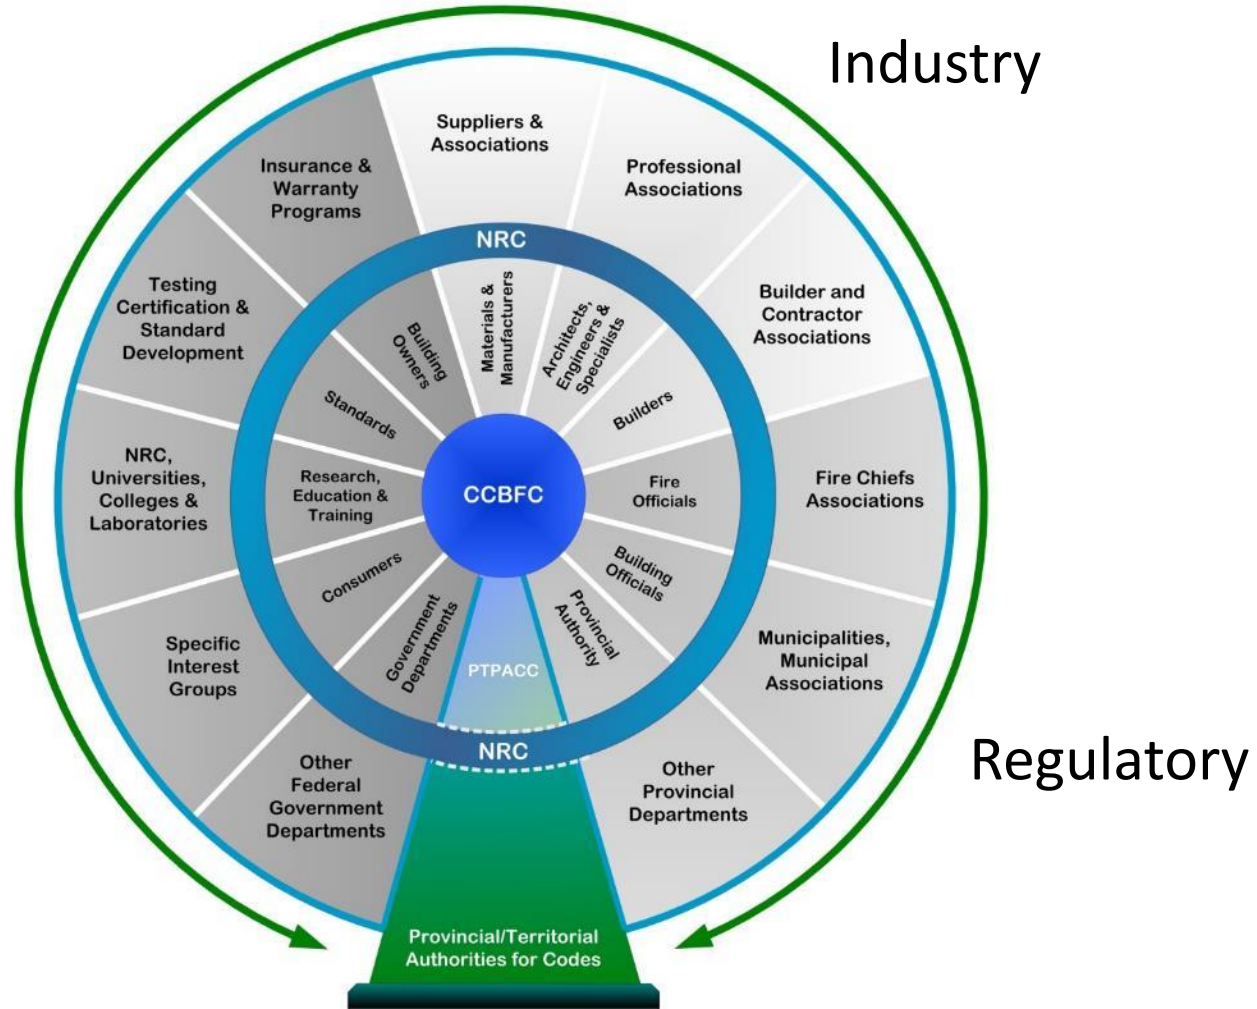 Industry
Suppliers &
Associations
Professional
Associations
Insurance &
Warranty
Programs
NRC
Builder and
Contractor
Associations
Testing
Certification &
Standard
Development
Building
Owners
Materials &
Manufacturers
Architects,
Engineers &
Specialists
Standards
Builders
NRC,
Universities,
Colleges &
Laboratories
Research,
Education &
Training
CCBFC
Fire
Officials
Fire Chiefs
Associations
Consumers
Building
Officials
Government
Departments
PTPACC
Provincial
Authority
Specific
Interest
Groups
Municipalities,
Municipal
Associations
Regulatory
NRC
Other
Federal
Government
Departments
Other
Provincial
Departments
Provincial/Territorial
Authorities for Codes